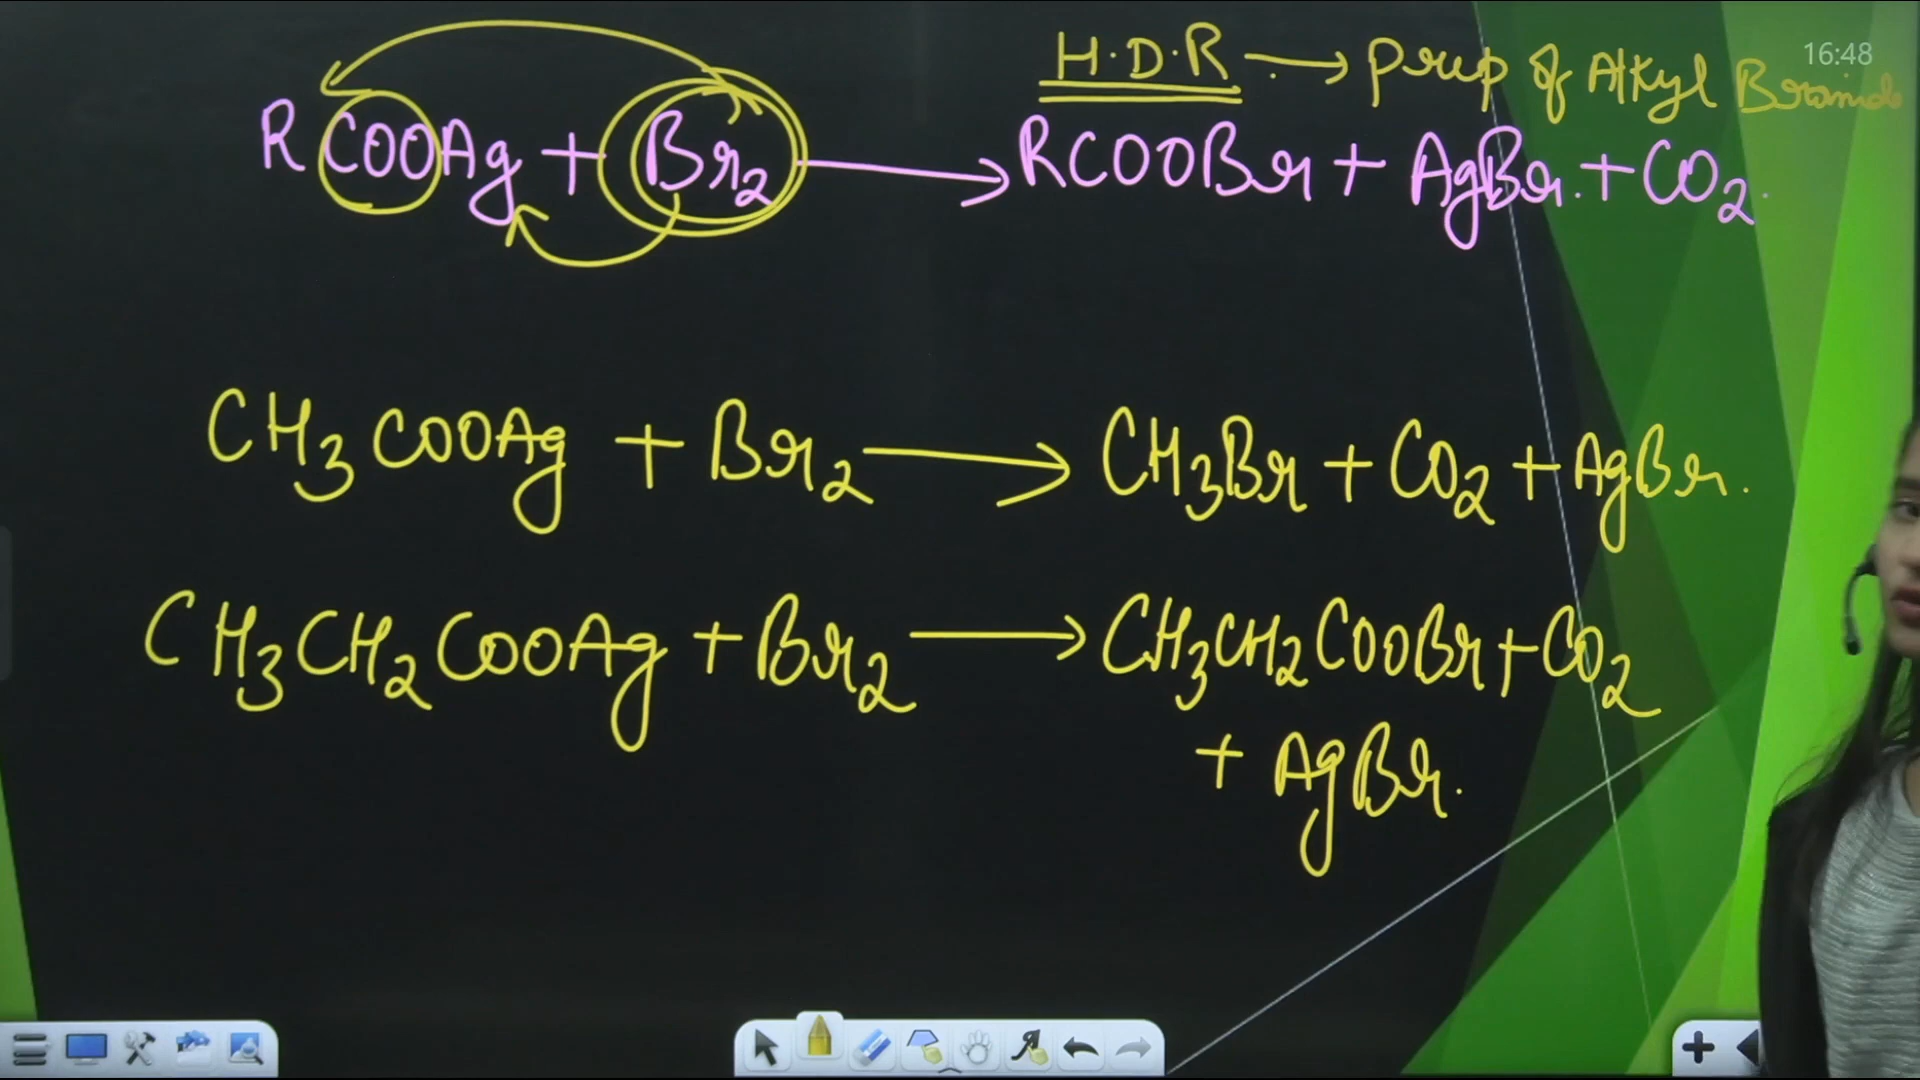 16:48
H.D.R → Prep of Alkyl Bromide
RCOOAg + Br2 → RCOOBr + AgBr. + CO2.
CH3COOAg + Br2 → CH3Br + CO2 + AgBr.
CH3CH2COOAg + Br2 → CH3CH2COOBr + CO2
+ AgBr.